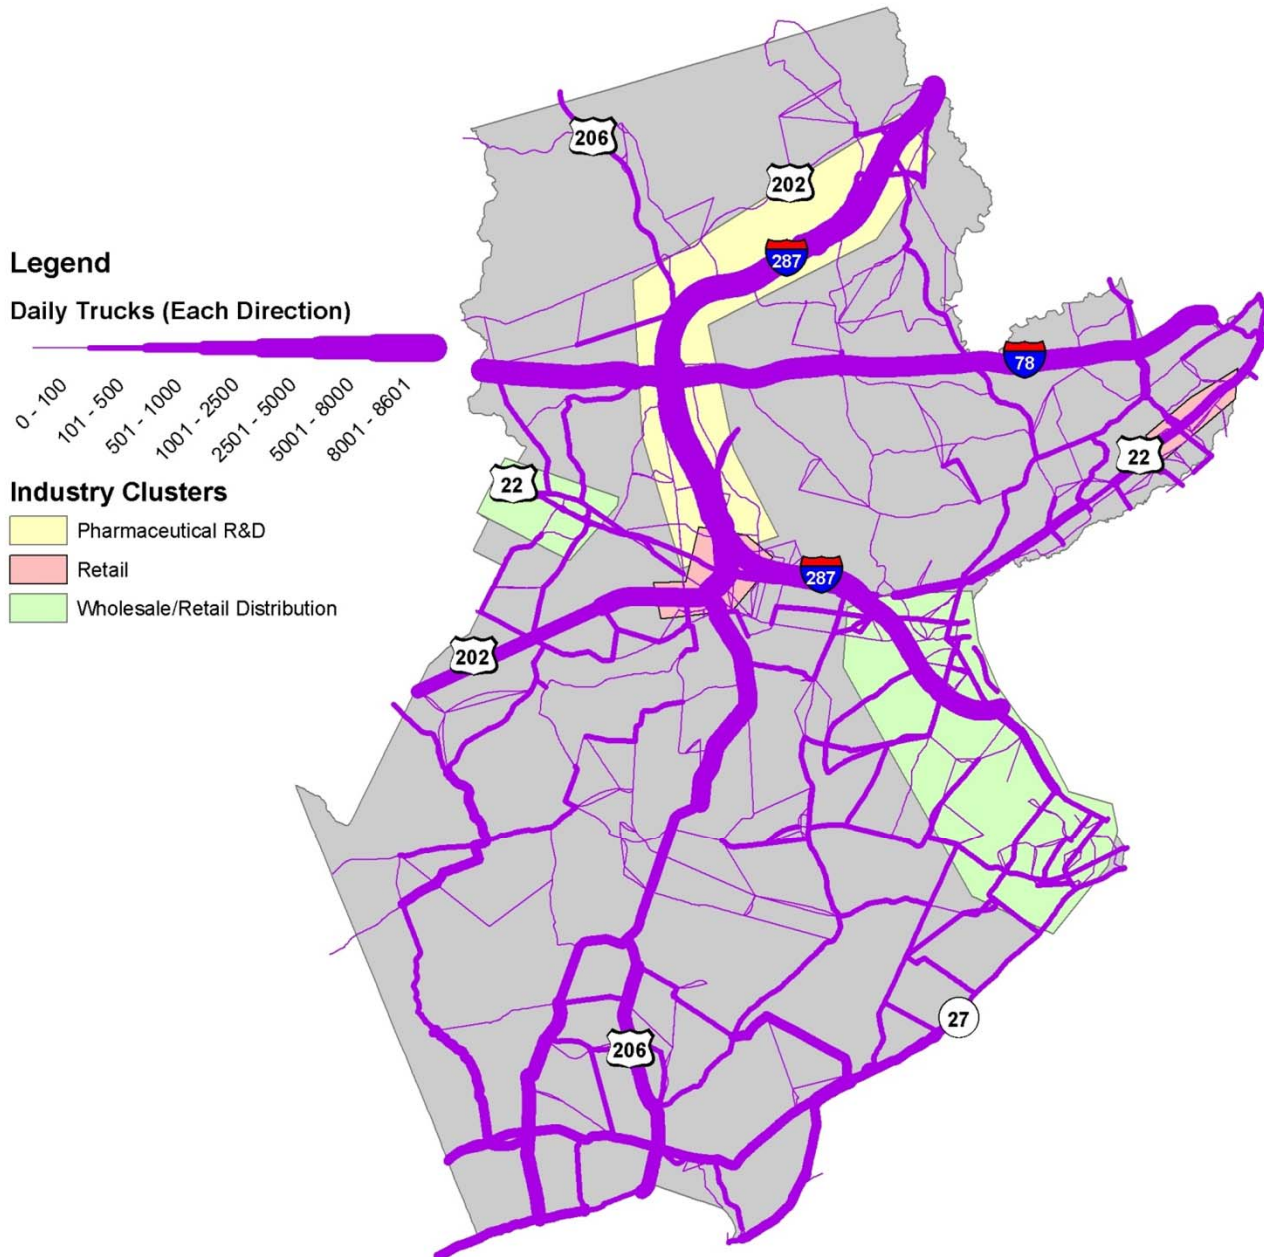 206
202
Legend
287
Daily Trucks (Each Direction)
78
0 - 100
101 - 500
501 - 1000
1001 - 2500
2501 - 5000
5001 - 8000
8001 - 8601
22
22
Industry Clusters
Pharmaceutical R&D
Retail
287
Wholesale/Retail Distribution
202
27
206